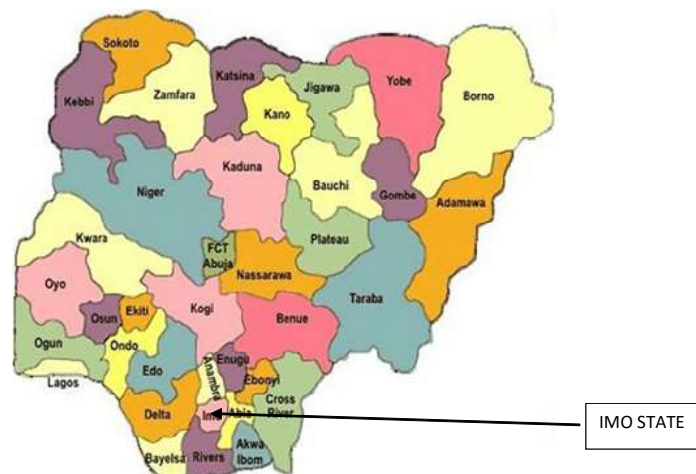 Sokoto
Katsina
Kebbi
Zamfara
Jigawa
Yobe
Borno
Kano
Kaduna
Bauchi
Gombe
Niger
Adamawa
Kwara
FCT
Abuja
Plateau
Nassarawa
Oyo
Taraba
Kogi
Osun
Ekiti
Benue
Ogun
Ondo
Edo
Enugu
Anambra
Ebonyi
Lagos
Cross
River
Delta
Imo
Abia
IMO STATE
Bayelsa
Rivers
Akwa
Ibom